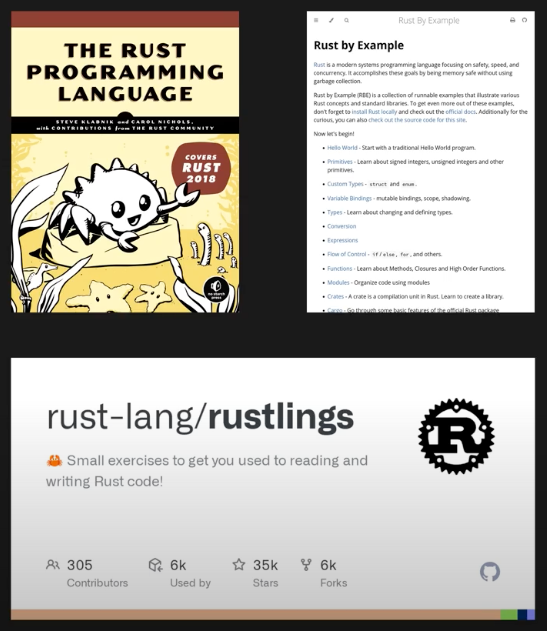 THE RUST
PROGRAMMING
LANGUAGE
STEVE KLABNIK and CAROL NICHOLS,
with CONTRIBUTIONS from THE RUST COMMUNITY
COVERS
RUST
2018
no starch
press
Rust By Example
Rust by Example
Rust is a modern systems programming language focusing on safety, speed, and
concurrency. It accomplishes these goals by being memory safe without using
garbage collection.
Rust by Example (RBE) is a collection of runnable examples that illustrate various
Rust concepts and standard libraries. To get even more out of these examples,
don't forget to install Rust locally and check out the official docs. Additionally for the
curious, you can also check out the source code for this site.
Now let's begin!
• Hello World - Start with a traditional Hello World program.
• Primitives - Learn about signed integers, unsigned integers and other
primitives.
• Custom Types - struct and enum.
• Variable Bindings - mutable bindings, scope, shadowing.
• Types - Learn about changing and defining types.
• Conversion
• Expressions
• Flow of Control - if/else, for, and others.
• Functions - Learn about Methods, Closures and High Order Functions.
• Modules - Organize code using modules
• Crates - A crate is a compilation unit in Rust. Learn to create a library.
• Cargo - Go through some basic features of the official Rust package
rust-lang/rustlings
R
🦀 Small exercises to get you used to reading and
writing Rust code!
305 6k 35k 6k
Contributors Used by Stars Forks